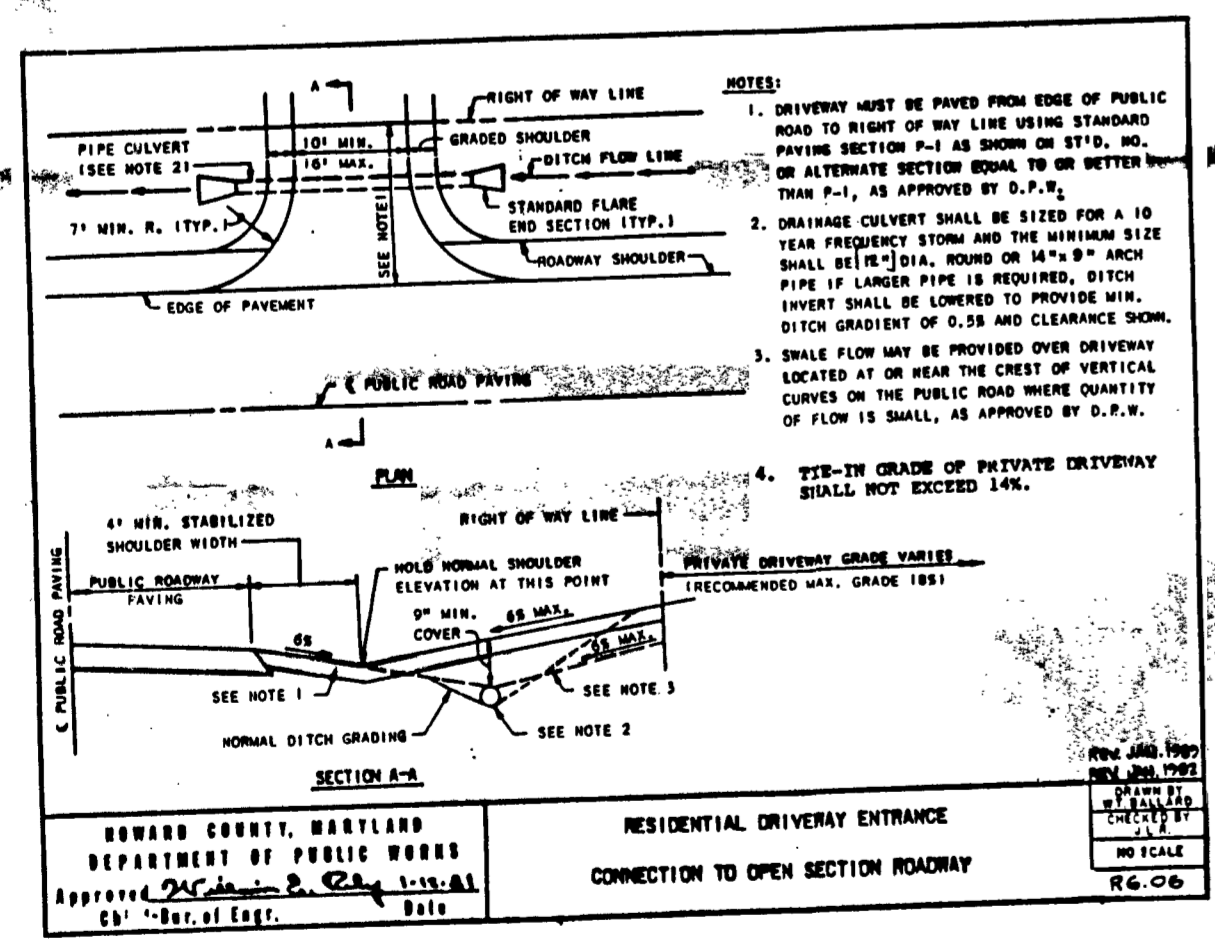 A
RIGHT OF WAY LINE
PIPE CULVERT
(SEE NOTE 2)
10' MIN.
16' MAX.
GRADED SHOULDER
DITCH FLOW LINE
7' MIN. R. (TYP.)
SEE NOTE 1
STANDARD FLARE
END SECTION (TYP.)
ROADWAY SHOULDER
EDGE OF PAVEMENT
℄ PUBLIC ROAD PAVING
A
PLAN
NOTES:
1. DRIVEWAY MUST BE PAVED FROM EDGE OF PUBLIC
ROAD TO RIGHT OF WAY LINE USING STANDARD
PAVING SECTION P-1 AS SHOWN ON ST'D. NO.
OR ALTERNATE SECTION EQUAL TO OR BETTER
THAN P-1, AS APPROVED BY D.P.W.
2. DRAINAGE CULVERT SHALL BE SIZED FOR A 10
YEAR FREQUENCY STORM AND THE MINIMUM SIZE
SHALL BE [12"] DIA. ROUND OR 14"x 9" ARCH
PIPE IF LARGER PIPE IS REQUIRED, DITCH
INVERT SHALL BE LOWERED TO PROVIDE MIN.
DITCH GRADIENT OF 0.5% AND CLEARANCE SHOWN.
3. SWALE FLOW MAY BE PROVIDED OVER DRIVEWAY
LOCATED AT OR NEAR THE CREST OF VERTICAL
CURVES ON THE PUBLIC ROAD WHERE QUANTITY
OF FLOW IS SMALL, AS APPROVED BY D.P.W.
4. TIE-IN GRADE OF PRIVATE DRIVEWAY
SHALL NOT EXCEED 14%.
4' MIN. STABILIZED
SHOULDER WIDTH
RIGHT OF WAY LINE
℄ PUBLIC ROAD PAVING
PUBLIC ROADWAY
PAVING
HOLD NORMAL SHOULDER
ELEVATION AT THIS POINT
PRIVATE DRIVEWAY GRADE VARIES
(RECOMMENDED MAX. GRADE 18%)
9" MIN.
COVER
6% MAX.
6%
6% MAX.
SEE NOTE 1
SEE NOTE 3
NORMAL DITCH GRADING
SEE NOTE 2
SECTION A-A
REV. JAN. 1982
HOWARD COUNTY, MARYLAND
DEPARTMENT OF PUBLIC WORKS
Approved
Date
-Bur. of Engr.
RESIDENTIAL DRIVEWAY ENTRANCE
CONNECTION TO OPEN SECTION ROADWAY
DRAWN BY
W.T. BALLARD
CHECKED BY
J.L.R.
NO SCALE
R6.06